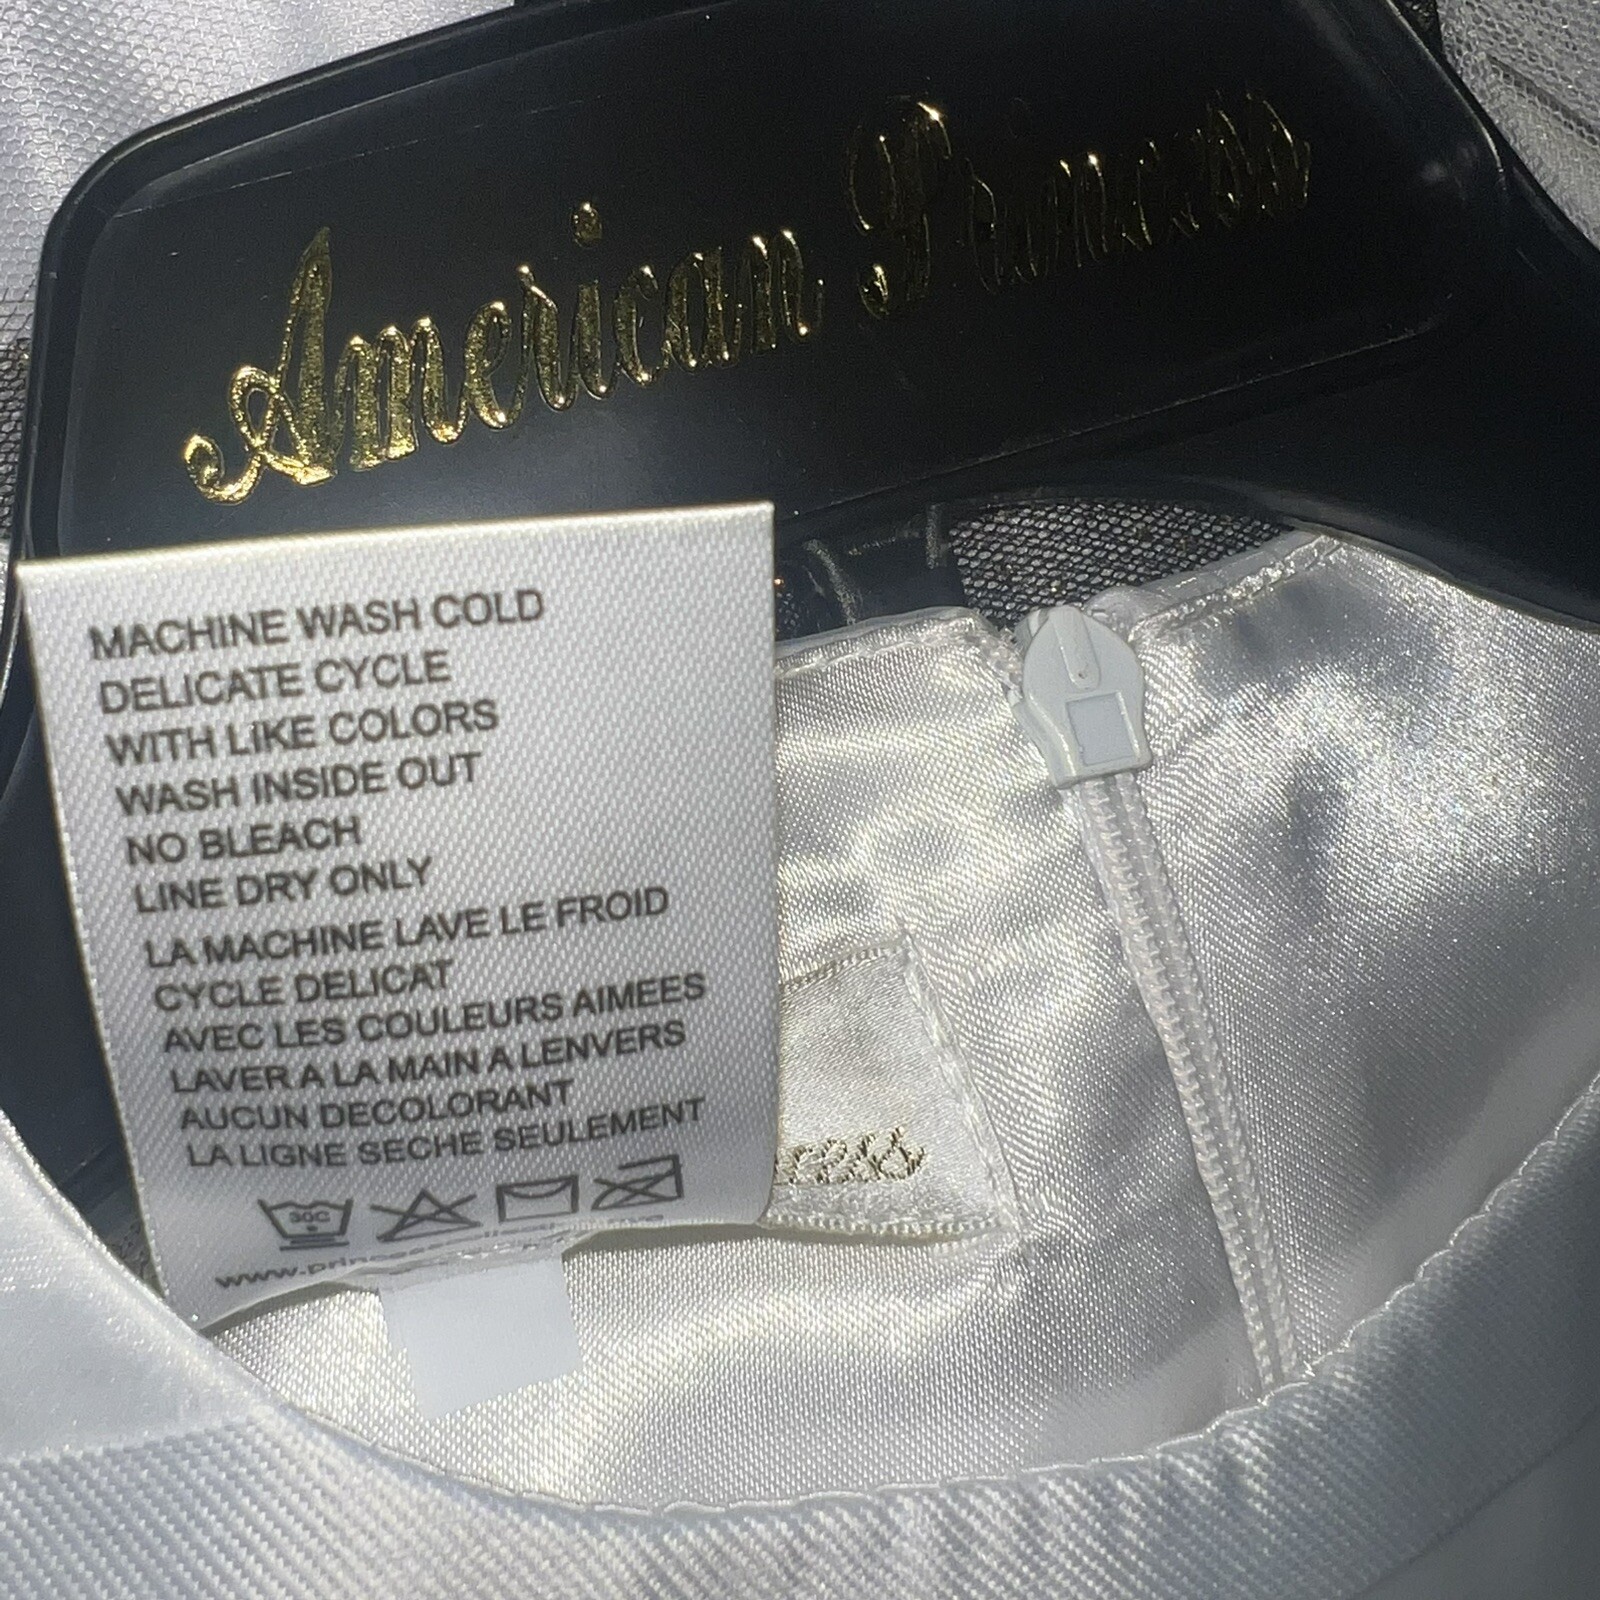 American Princess
MACHINE WASH COLD
DELICATE CYCLE
WITH LIKE COLORS
WASH INSIDE OUT
NO BLEACH
LINE DRY ONLY
LA MACHINE LAVE LE FROID
CYCLE DELICAT
AVEC LES COULEURS AIMEES
LAVER A LA MAIN A LENVERS
AUCUN DECOLORANT
LA LIGNE SECHE SEULEMENT
30C